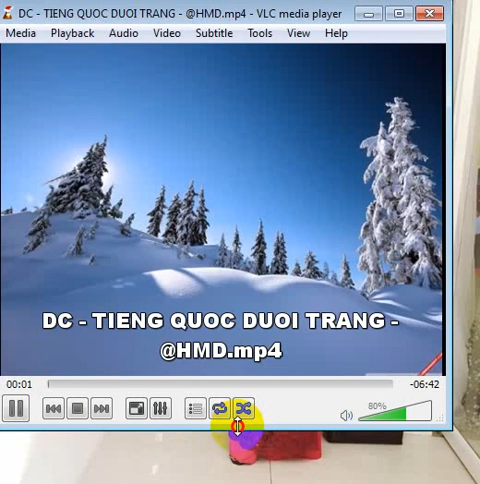 DC - TIENG QUOC DUOI TRANG - @HMD.mp4 - VLC media player
Media Playback Audio Video Subtitle Tools View Help
DC - TIENG QUOC DUOI TRANG -
@HMD.mp4
00:01 -06:42
80%